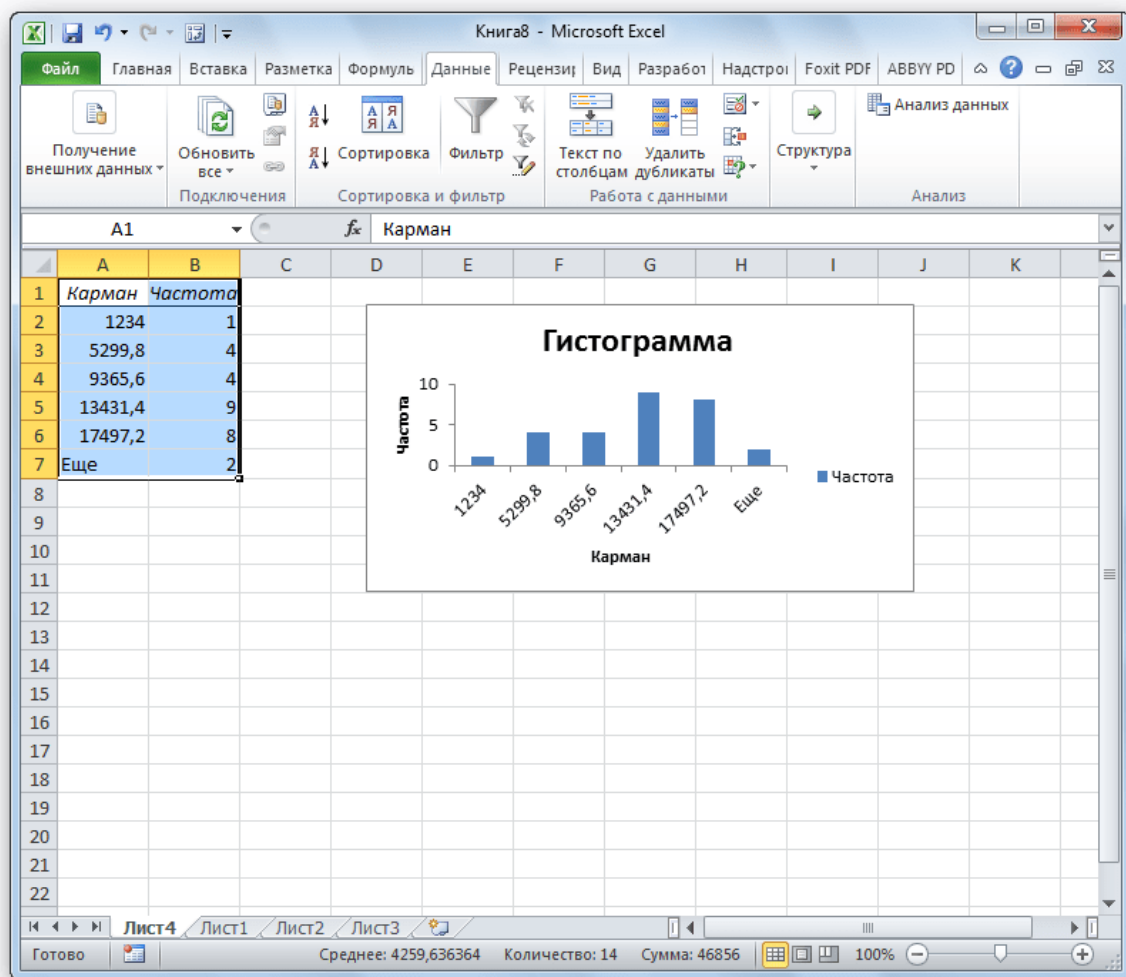 Книга8 - Microsoft Excel
Файл Главная Вставка Разметка Формулы Данные Рецензир Вид Разработ Надстрой Foxit PDF ABBYY PD
Получение внешних данных
Обновить все
Подключения
Сортировка
Фильтр
Сортировка и фильтр
Текст по столбцам
Удалить дубликаты
Работа с данными
Структура
Анализ данных
Анализ
A1 fx Карман
A B C D E F G H I J K
1 Карман Частота
2 1234 1
3 5299,8 4
4 9365,6 4
5 13431,4 9
6 17497,2 8
7 Еще 2
8
9
10
11
12
13
14
15
16
17
18
19
20
21
22
Гистограмма
Частота
10
5
0
1234 5299,8 9365,6 13431,4 17497,2 Еще
Карман
Частота
Лист4 Лист1 Лист2 Лист3
Готово Среднее: 4259,636364 Количество: 14 Сумма: 46856 100%